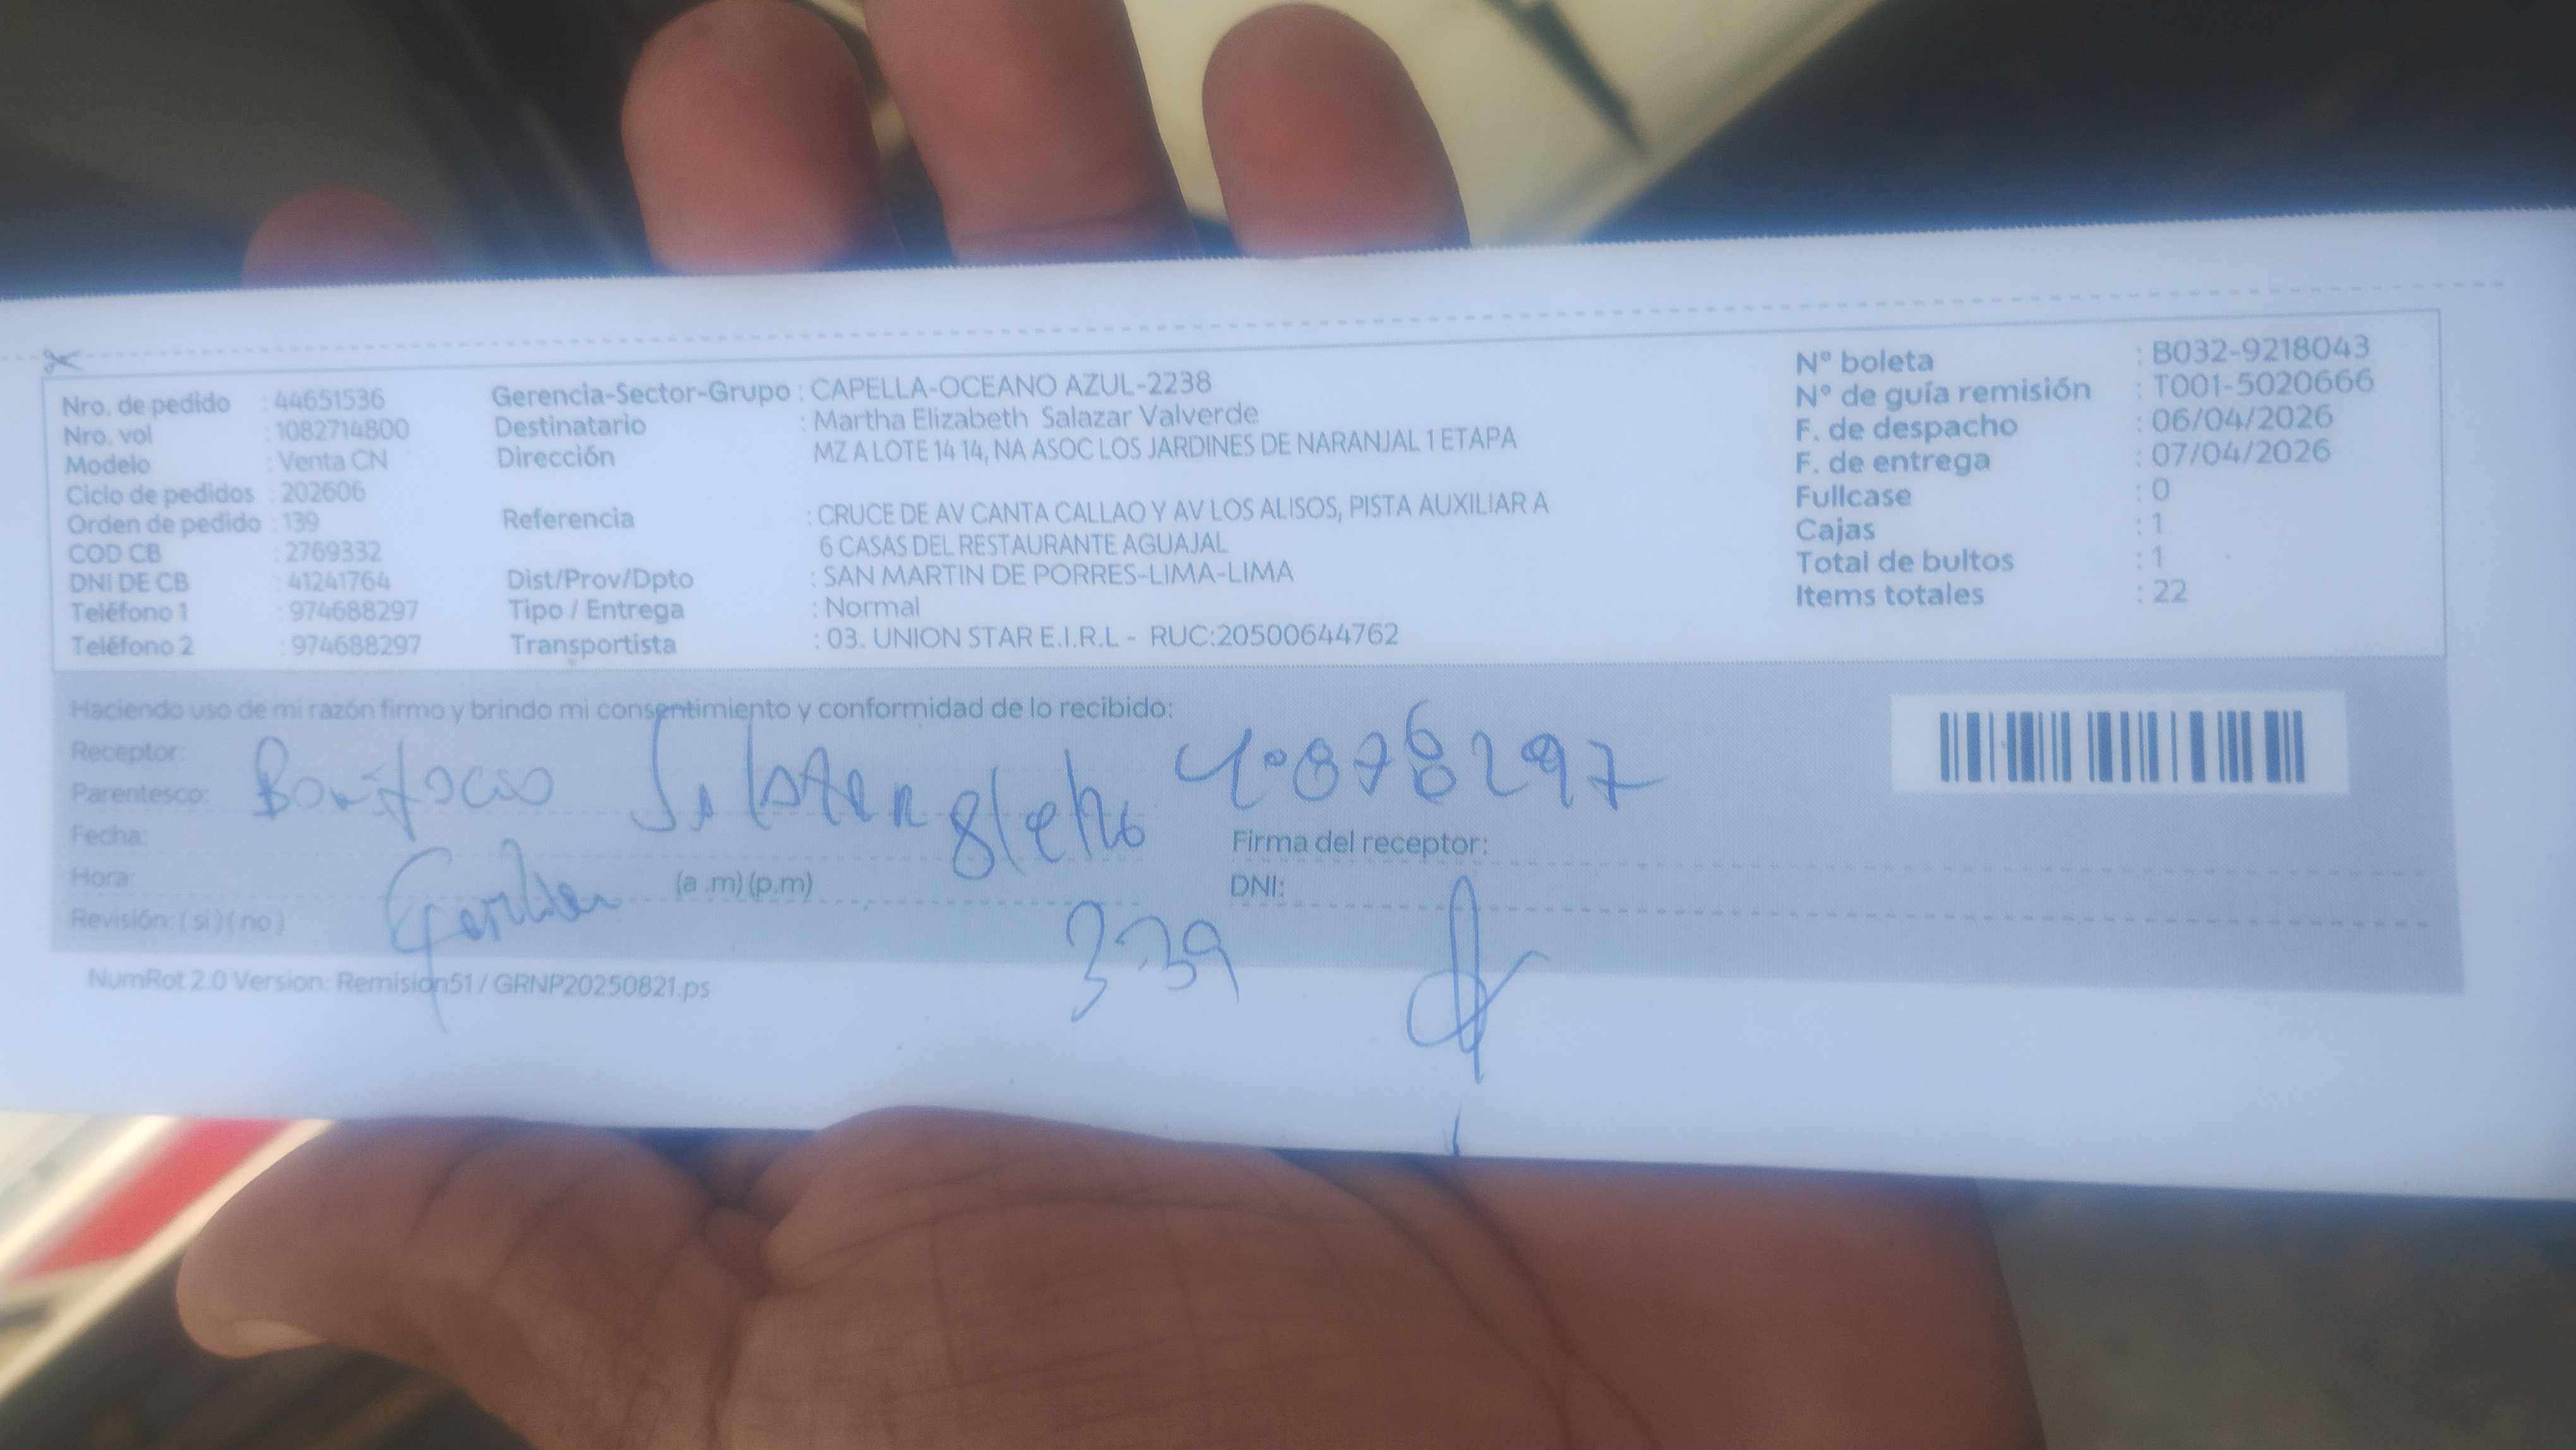 Nro. de pedido : 44651536
Nro. vol : 1082714800
Modelo : Venta CN
Ciclo de pedidos : 202606
Orden de pedido : 139
COD CB : 2769332
DNI DE CB : 41241764
Teléfono 1 : 974688297
Teléfono 2 : 974688297
Gerencia-Sector-Grupo : CAPELLA-OCEANO AZUL-2238
Destinatario : Martha Elizabeth Salazar Valverde
Dirección MZ A LOTE 14 14, NA ASOC LOS JARDINES DE NARANJAL 1 ETAPA
Referencia : CRUCE DE AV CANTA CALLAO Y AV LOS ALISOS, PISTA AUXILIAR A
6 CASAS DEL RESTAURANTE AGUAJAL
Dist/Prov/Dpto : SAN MARTIN DE PORRES-LIMA-LIMA
Tipo / Entrega : Normal
Transportista : 03. UNION STAR E.I.R.L - RUC:20500644762
N° boleta : B032-9218043
N° de guía remisión : T001-5020666
F. de despacho : 06/04/2026
F. de entrega : 07/04/2026
Fullcase : 0
Cajas : 1
Total de bultos : 1
Items totales : 22
Haciendo uso de mi razón firmo y brindo mi consentimiento y conformidad de lo recibido:
Receptor:
Parentesco:
Fecha:
Hora: (a .m) (p.m)
Revisión: ( si ) ( no )
Firma del receptor:
DNI:
339
NumRot 2.0 Version: Remision51 / GRNP20250821.ps